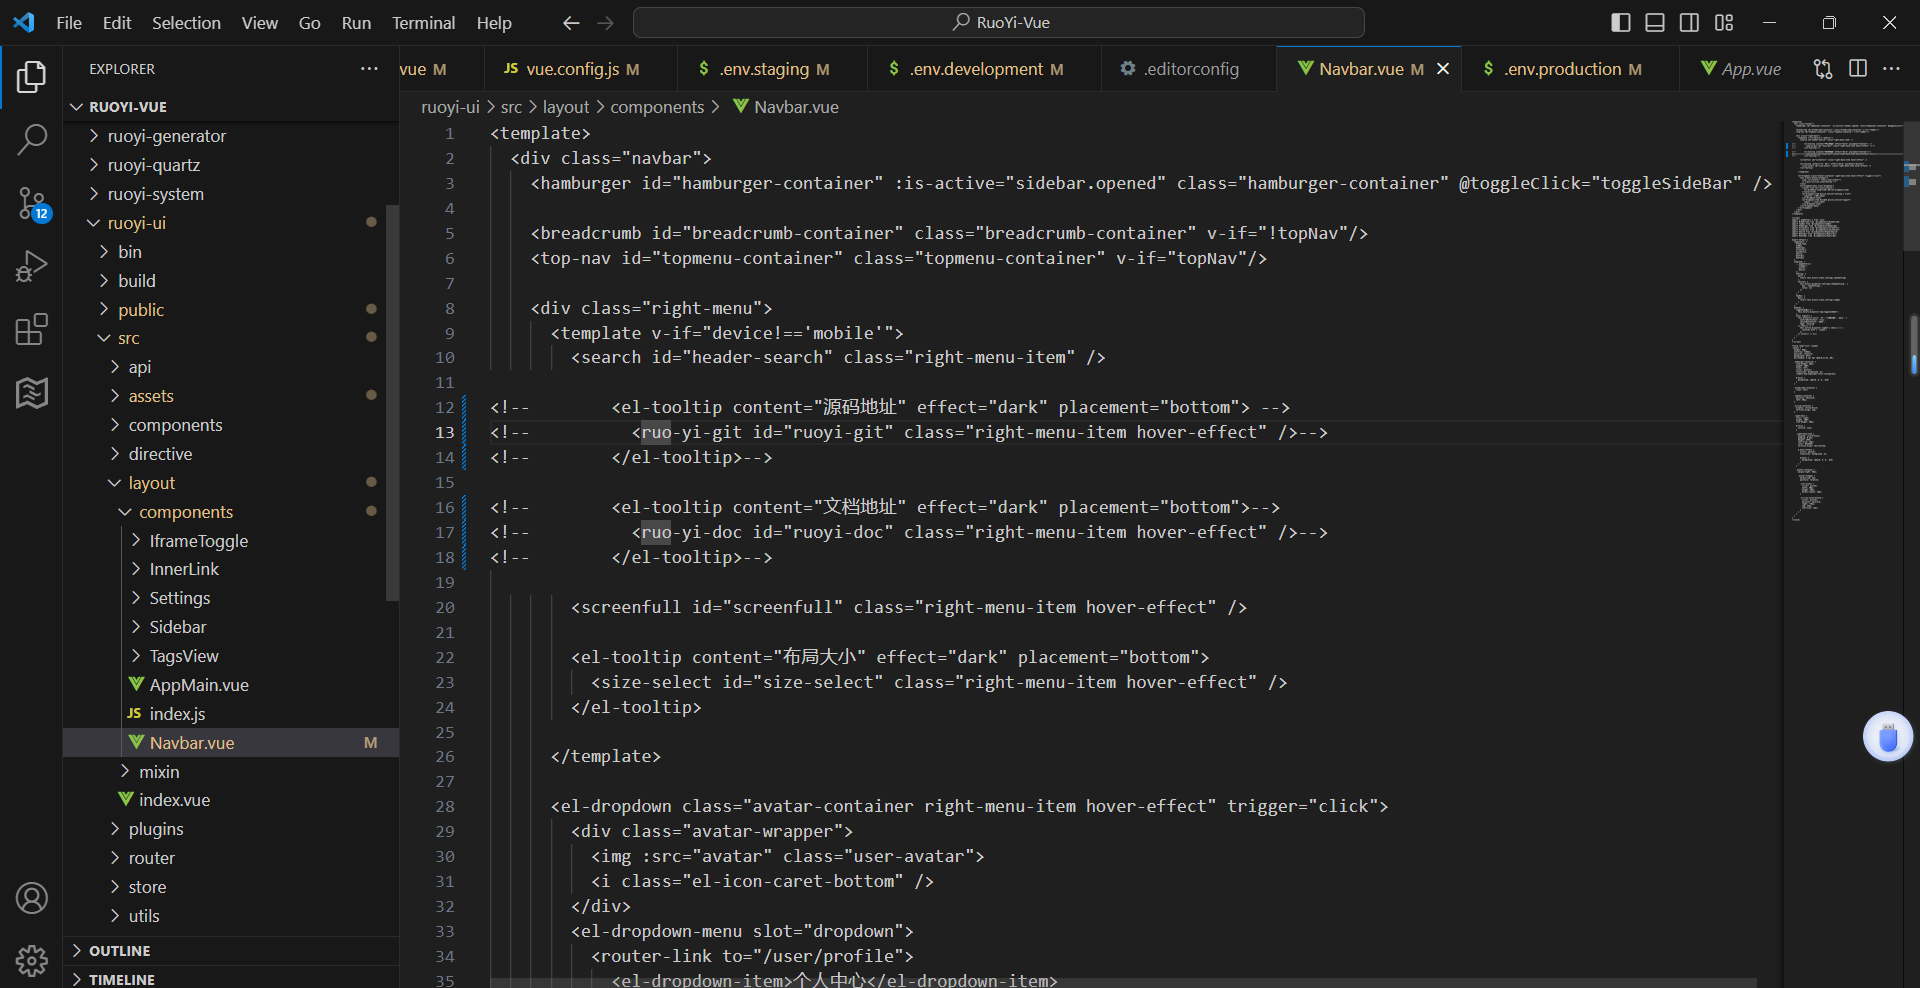 File Edit Selection View Go Run Terminal Help
RuoYi-Vue
EXPLORER
vue M
JS vue.config.js M
$ .env.staging M
$ .env.development M
.editorconfig
Navbar.vue M
$ .env.production M
App.vue
ruoyi-ui > src > layout > components > Navbar.vue
RUOYI-VUE
ruoyi-generator
ruoyi-quartz
ruoyi-system
ruoyi-ui
bin
build
public
src
api
assets
components
directive
layout
components
IframeToggle
InnerLink
Settings
Sidebar
TagsView
AppMain.vue
JS index.js
Navbar.vue M
mixin
index.vue
plugins
router
store
utils
OUTLINE
TIMELINE
12
1 <template>
2 <div class="navbar">
3 <hamburger id="hamburger-container" :is-active="sidebar.opened" class="hamburger-container" @toggleClick="toggleSideBar" />
4
5 <breadcrumb id="breadcrumb-container" class="breadcrumb-container" v-if="!topNav"/>
6 <top-nav id="topmenu-container" class="topmenu-container" v-if="topNav"/>
7
8 <div class="right-menu">
9 <template v-if="device!=='mobile'">
10 <search id="header-search" class="right-menu-item" />
11
12 <!-- <el-tooltip content="源码地址" effect="dark" placement="bottom"> -->
13 <!-- <ruo-yi-git id="ruoyi-git" class="right-menu-item hover-effect" />-->
14 <!-- </el-tooltip>-->
15
16 <!-- <el-tooltip content="文档地址" effect="dark" placement="bottom">-->
17 <!-- <ruo-yi-doc id="ruoyi-doc" class="right-menu-item hover-effect" />-->
18 <!-- </el-tooltip>-->
19
20 <screenfull id="screenfull" class="right-menu-item hover-effect" />
21
22 <el-tooltip content="布局大小" effect="dark" placement="bottom">
23 <size-select id="size-select" class="right-menu-item hover-effect" />
24 </el-tooltip>
25
26 </template>
27
28 <el-dropdown class="avatar-container right-menu-item hover-effect" trigger="click">
29 <div class="avatar-wrapper">
30 <img :src="avatar" class="user-avatar">
31 <i class="el-icon-caret-bottom" />
32 </div>
33 <el-dropdown-menu slot="dropdown">
34 <router-link to="/user/profile">
35 <el-dropdown-item>个人中心</el-dropdown-item>